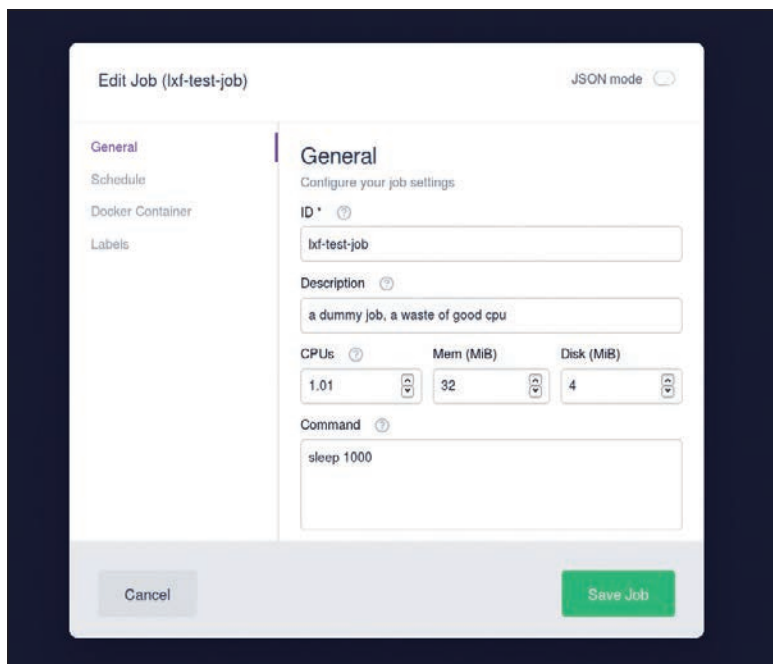 Edit Job (lxf-test-job)
JSON mode
General
Schedule
Docker Container
Labels
General
Configure your job settings
ID *
lxf-test-job
Description
a dummy job, a waste of good cpu
CPUs
Mem (MiB)
Disk (MiB)
1.01
32
4
Command
sleep 1000
Cancel
Save Job